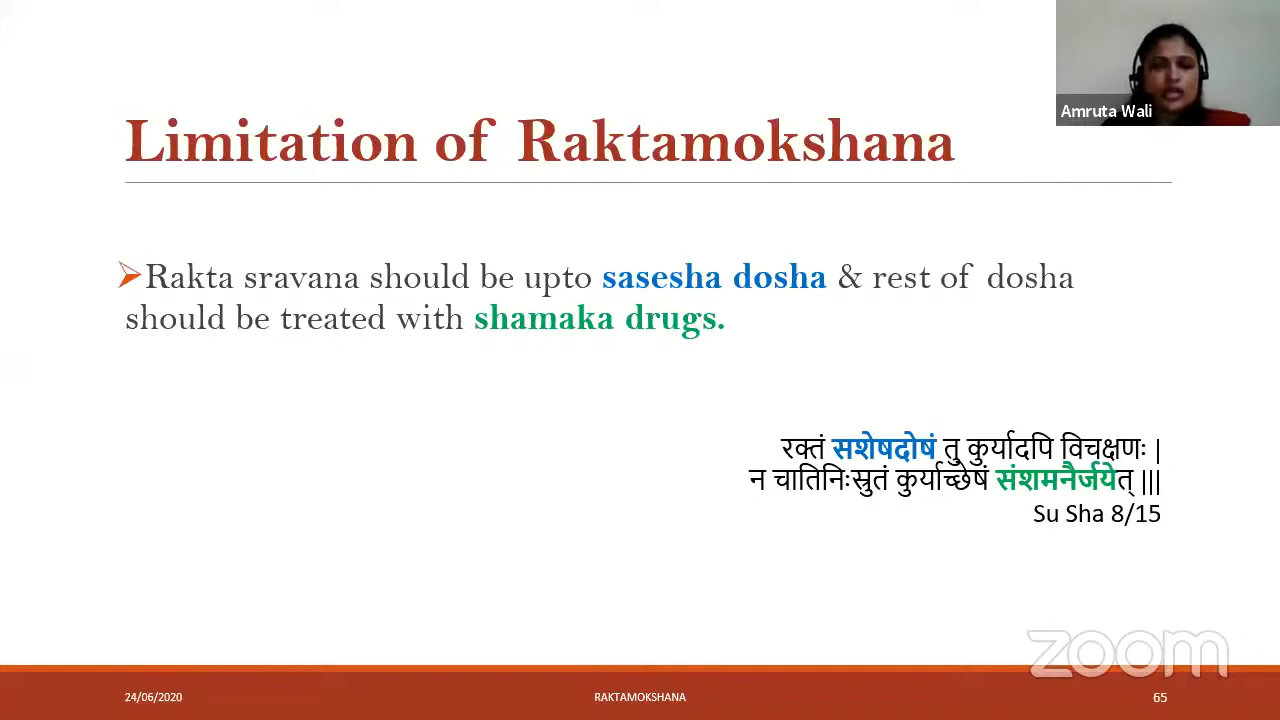 Amruta Wali
Limitation of Raktamokshana
➢Rakta sravana should be upto sasesha dosha & rest of dosha
should be treated with shamaka drugs.
रक्तं सशेषदोषं तु कुर्यादपि विचक्षणः |
न चातिनिःस्रुतं कुर्याच्छेषं संशमनैर्जयेत् |||
Su Sha 8/15
zoom
24/06/2020
RAKTAMOKSHANA
65